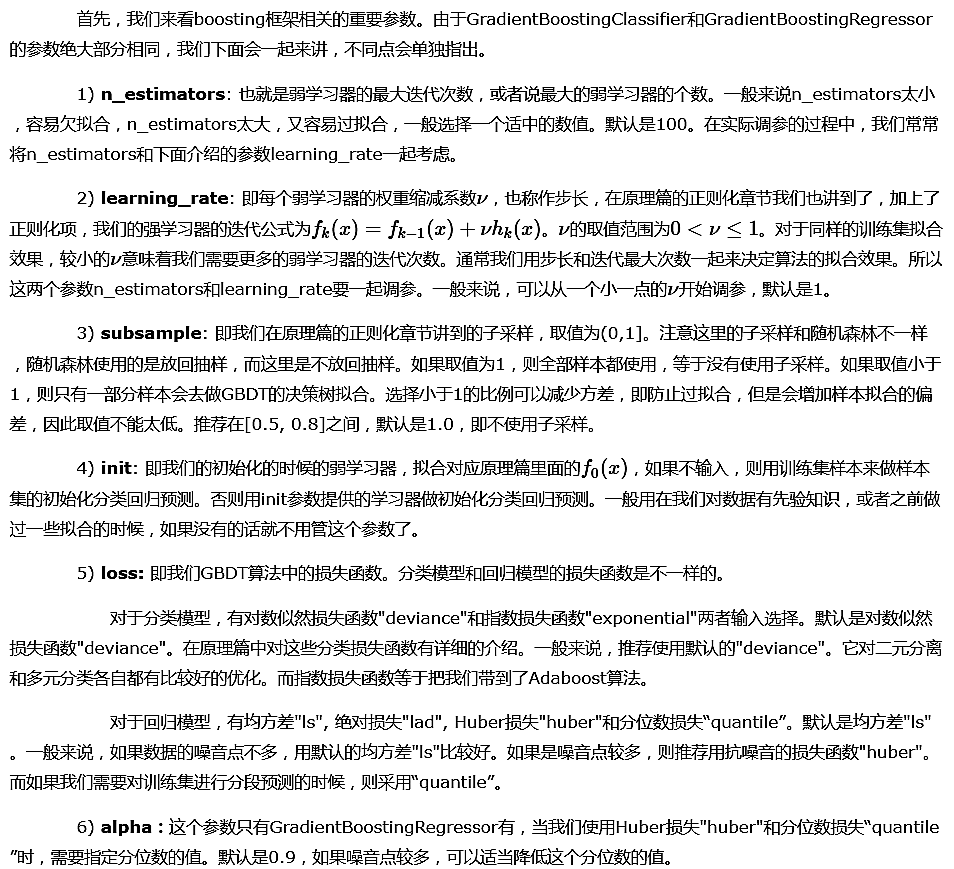 首先，我们来看boosting框架相关的重要参数。由于GradientBoostingClassifier和GradientBoostingRegressor
的参数绝大部分相同，我们下面会一起来讲，不同点会单独指出。
1) n_estimators: 也就是弱学习器的最大迭代次数，或者说最大的弱学习器的个数。一般来说n_estimators太小
，容易欠拟合，n_estimators太大，又容易过拟合，一般选择一个适中的数值。默认是100。在实际调参的过程中，我们常常
将n_estimators和下面介绍的参数learning_rate一起考虑。
2) learning_rate: 即每个弱学习器的权重缩减系数ν，也称作步长，在原理篇的正则化章节我们也讲到了，加上了
正则化项，我们的强学习器的迭代公式为f_k(x) = f_{k−1}(x) + νh_k(x)。ν的取值范围为0 < ν ≤ 1。对于同样的训练集拟合
效果，较小的ν意味着我们需要更多的弱学习器的迭代次数。通常我们用步长和迭代最大次数一起来决定算法的拟合效果。所以
这两个参数n_estimators和learning_rate要一起调参。一般来说，可以从一个小一点的ν开始调参，默认是1。
3) subsample: 即我们在原理篇的正则化章节讲到的子采样，取值为(0,1]。注意这里的子采样和随机森林不一样
，随机森林使用的是放回抽样，而这里是不放回抽样。如果取值为1，则全部样本都使用，等于没有使用子采样。如果取值小于
1，则只有一部分样本会去做GBDT的决策树拟合。选择小于1的比例可以减少方差，即防止过拟合，但是会增加样本拟合的偏
差，因此取值不能太低。推荐在[0.5, 0.8]之间，默认是1.0，即不使用子采样。
4) init: 即我们的初始化的时候的弱学习器，拟合对应原理篇里面的f_0(x)，如果不输入，则用训练集样本来做样本
集的初始化分类回归预测。否则用init参数提供的学习器做初始化分类回归预测。一般用在我们对数据有先验知识，或者之前做
过一些拟合的时候，如果没有的话就不用管这个参数了。
5) loss: 即我们GBDT算法中的损失函数。分类模型和回归模型的损失函数是不一样的。
对于分类模型，有对数似然损失函数"deviance"和指数损失函数"exponential"两者输入选择。默认是对数似然
损失函数"deviance"。在原理篇中对这些分类损失函数有详细的介绍。一般来说，推荐使用默认的"deviance"。它对二元分离
和多元分类各自都有比较好的优化。而指数损失函数等于把我们带到了Adaboost算法。
对于回归模型，有均方差"ls", 绝对损失"lad", Huber损失"huber"和分位数损失“quantile”。默认是均方差"ls"
。一般来说，如果数据的噪音点不多，用默认的均方差"ls"比较好。如果是噪音点较多，则推荐用抗噪音的损失函数"huber"。
而如果我们需要对训练集进行分段预测的时候，则采用“quantile”。
6) alpha：这个参数只有GradientBoostingRegressor有，当我们使用Huber损失"huber"和分位数损失“quantile
”时，需要指定分位数的值。默认是0.9，如果噪音点较多，可以适当降低这个分位数的值。